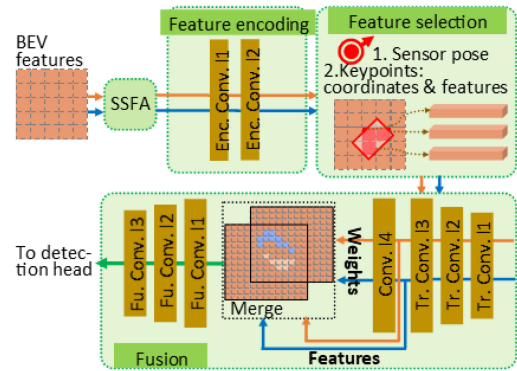 Feature encoding
Feature selection
BEV
features
SSFA
Enc. Conv. l1
Enc. Conv. l2
1. Sensor pose
2.Keypoints:
coordinates & features
To detec-
tion head
Fu. Conv. l3
Fu. Conv. l2
Fu. Conv. l1
Merge
Weights
Conv. l4
Tr. Conv. l3
Tr. Conv. l2
Tr. Conv. l1
Features
Fusion